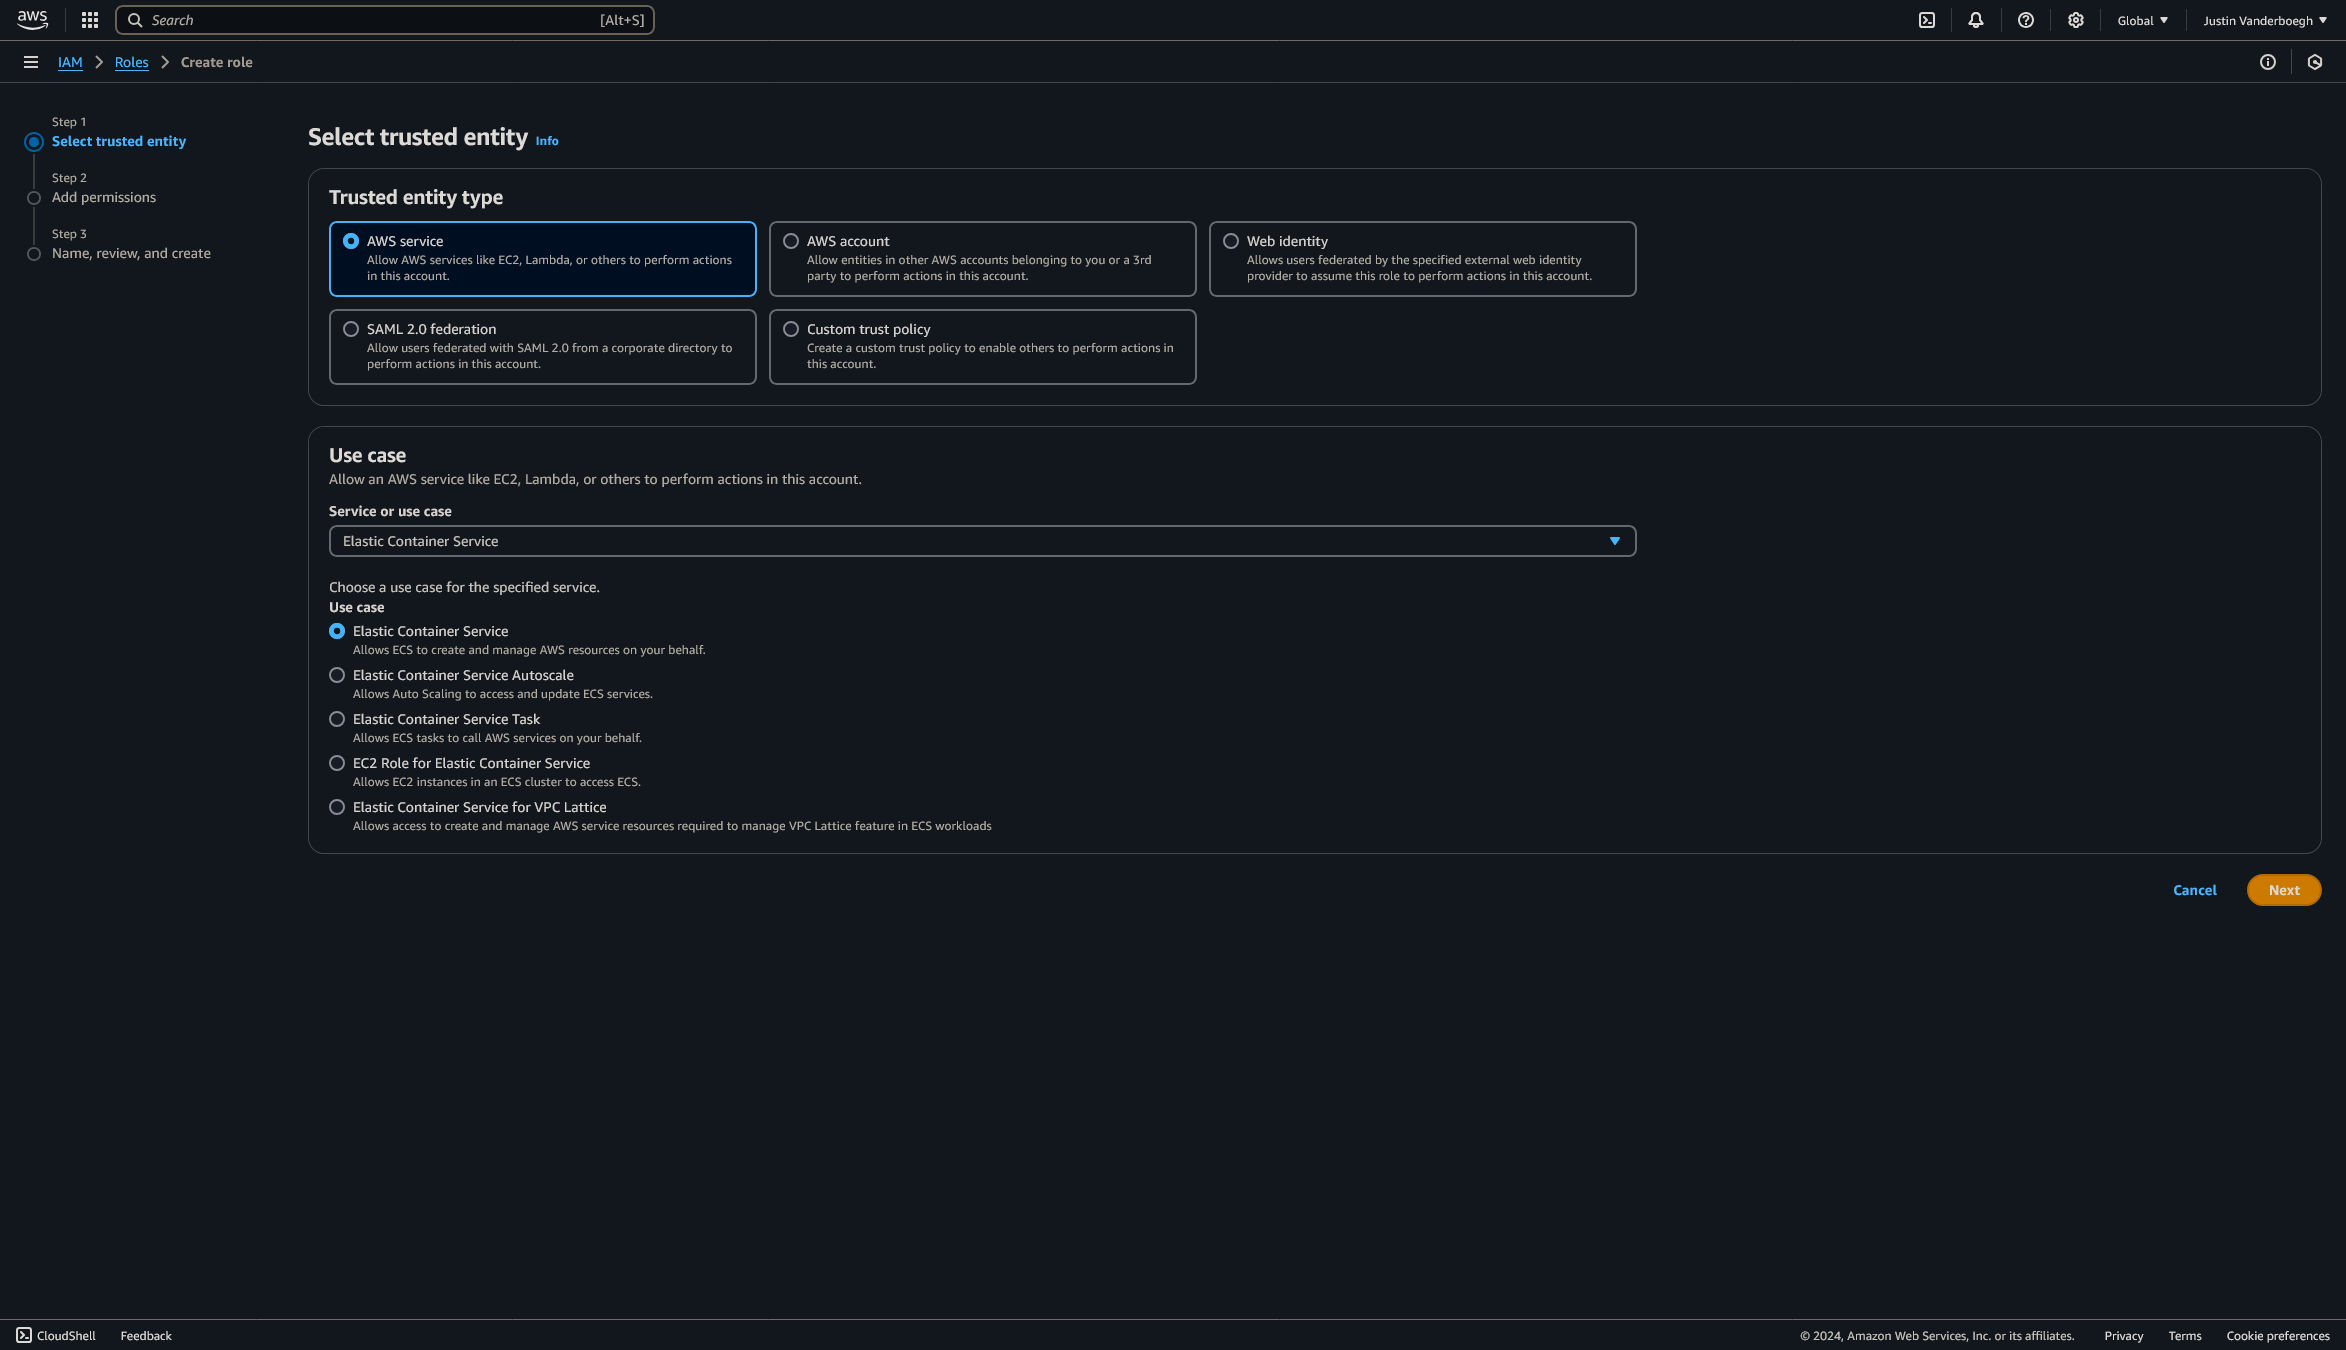 aws
Search [Alt+S]
Global
Justin Vanderboegh
IAM > Roles > Create role
Step 1
Select trusted entity
Step 2
Add permissions
Step 3
Name, review, and create
Select trusted entity Info
Trusted entity type
AWS service
Allow AWS services like EC2, Lambda, or others to perform actions
in this account.
AWS account
Allow entities in other AWS accounts belonging to you or a 3rd
party to perform actions in this account.
Web identity
Allows users federated by the specified external web identity
provider to assume this role to perform actions in this account.
SAML 2.0 federation
Allow users federated with SAML 2.0 from a corporate directory to
perform actions in this account.
Custom trust policy
Create a custom trust policy to enable others to perform actions in
this account.
Use case
Allow an AWS service like EC2, Lambda, or others to perform actions in this account.
Service or use case
Elastic Container Service
Choose a use case for the specified service.
Use case
Elastic Container Service
Allows ECS to create and manage AWS resources on your behalf.
Elastic Container Service Autoscale
Allows Auto Scaling to access and update ECS services.
Elastic Container Service Task
Allows ECS tasks to call AWS services on your behalf.
EC2 Role for Elastic Container Service
Allows EC2 instances in an ECS cluster to access ECS.
Elastic Container Service for VPC Lattice
Allows access to create and manage AWS service resources required to manage VPC Lattice feature in ECS workloads
Cancel
Next
CloudShell
Feedback
© 2024, Amazon Web Services, Inc. or its affiliates.
Privacy
Terms
Cookie preferences